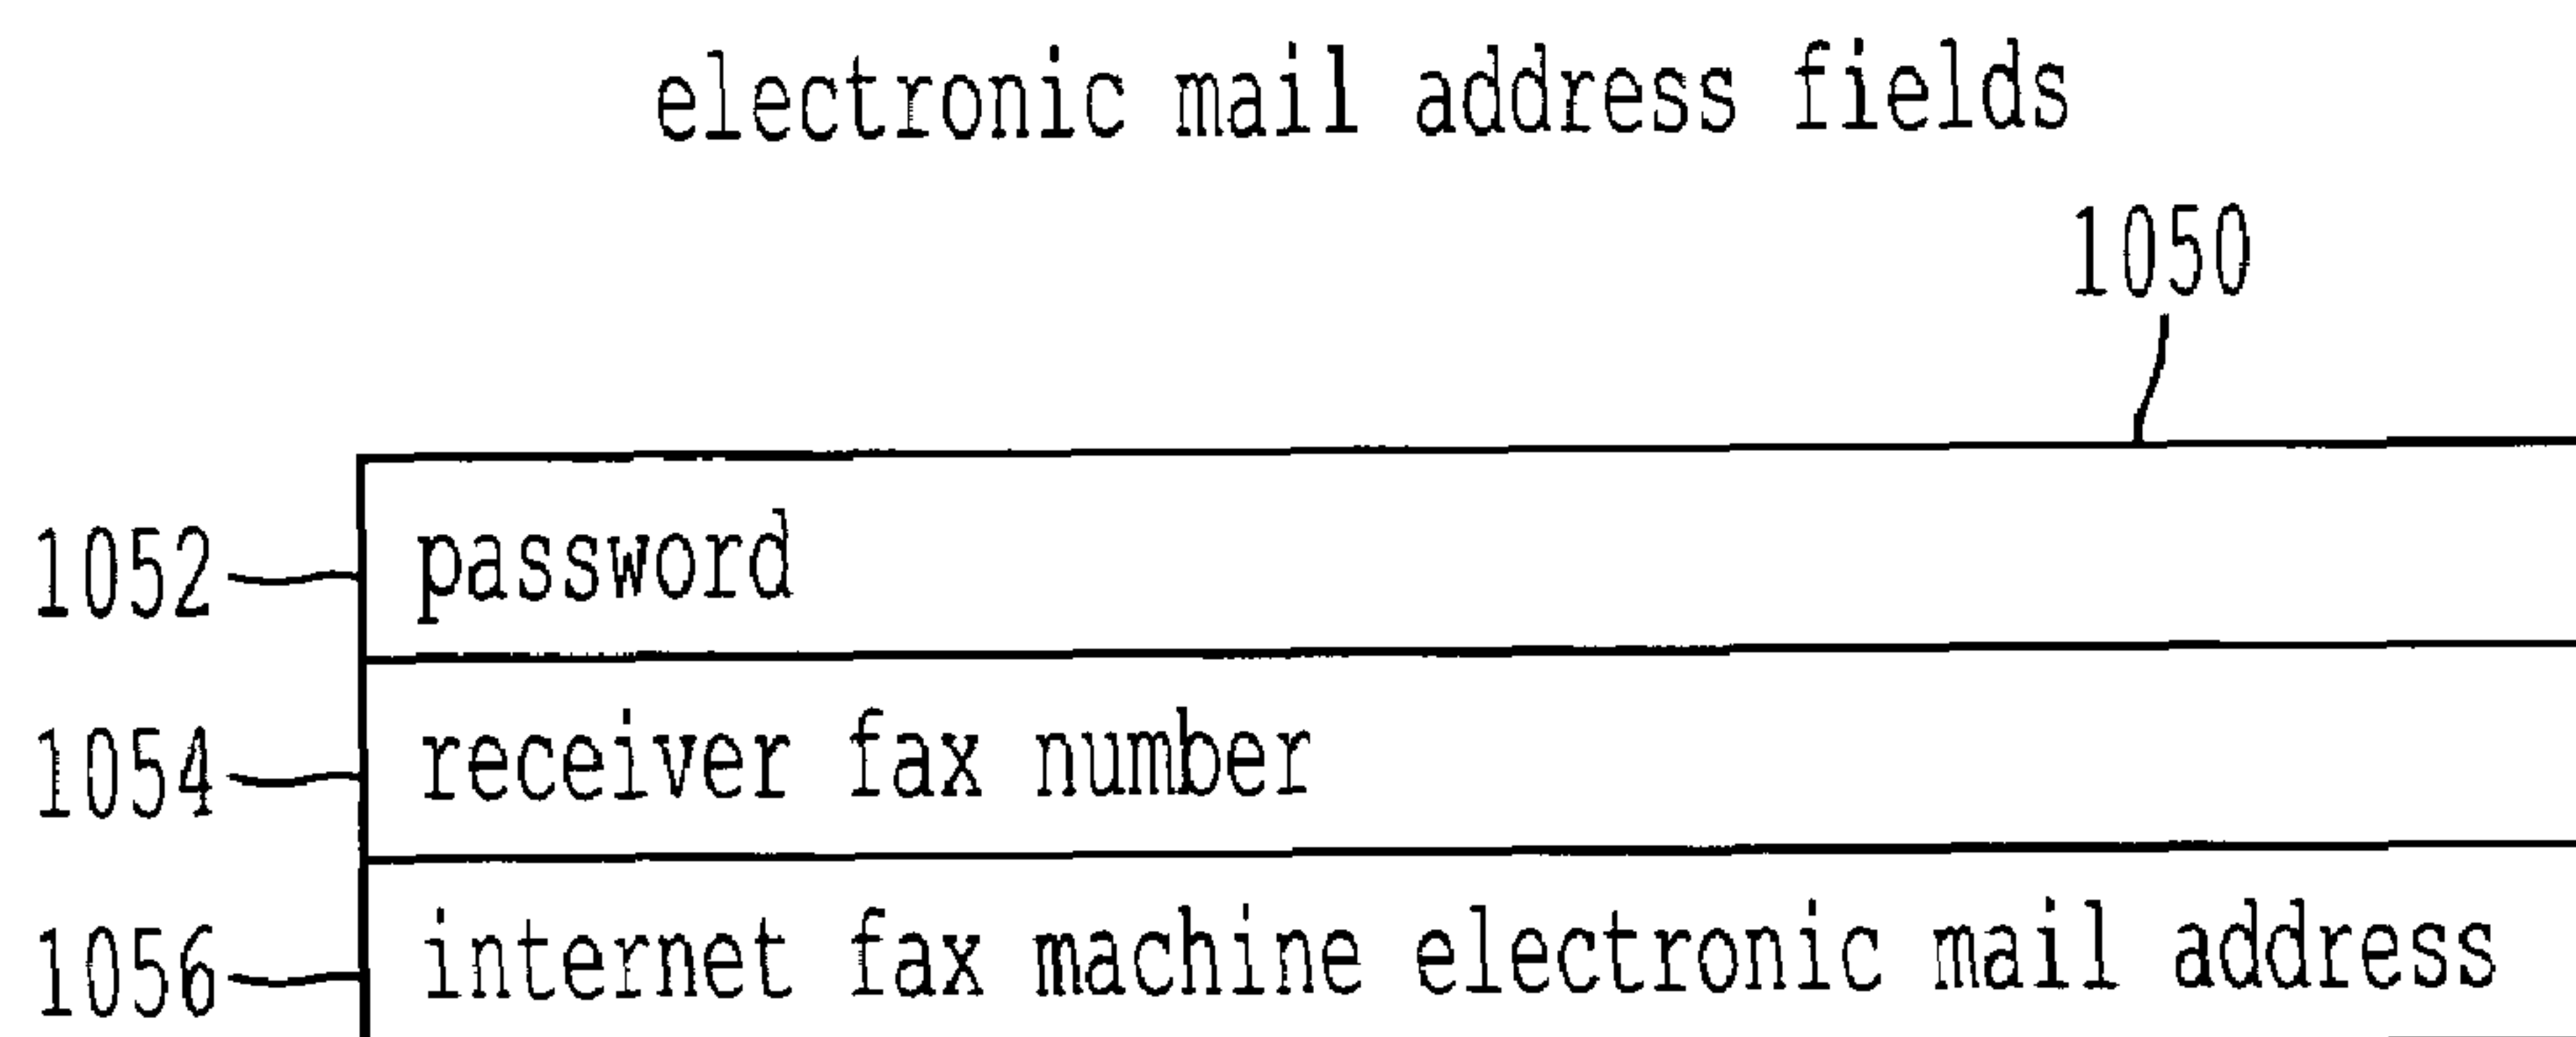 electronic mail address fields
1050
1052 password
1054 receiver fax number
1056 internet fax machine electronic mail address